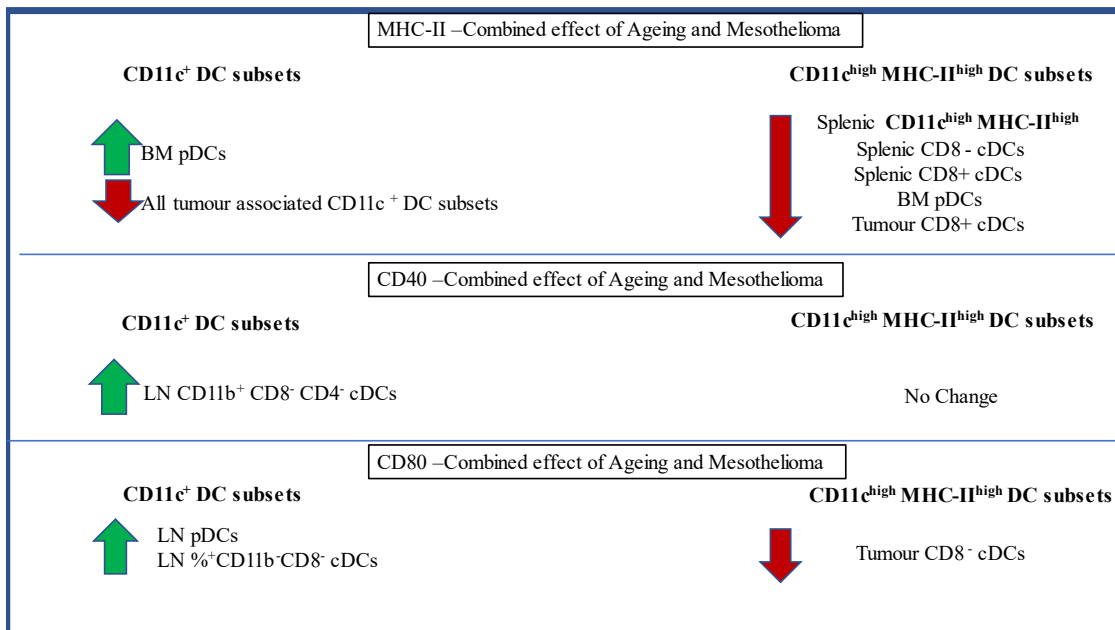 MHC-II –Combined effect of Ageing and Mesothelioma
CD11c⁺ DC subsets
BM pDCs
All tumour associated CD11c ⁺ DC subsets
CD11cʰⁱᵍʰ MHC-IIʰⁱᵍʰ DC subsets
Splenic CD11cʰⁱᵍʰ MHC-IIʰⁱᵍʰ
Splenic CD8 - cDCs
Splenic CD8+ cDCs
BM pDCs
Tumour CD8+ cDCs
CD40 –Combined effect of Ageing and Mesothelioma
CD11c⁺ DC subsets
LN CD11b⁺ CD8⁻ CD4⁻ cDCs
CD11cʰⁱᵍʰ MHC-IIʰⁱᵍʰ DC subsets
No Change
CD80 –Combined effect of Ageing and Mesothelioma
CD11c⁺ DC subsets
LN pDCs
LN %⁺CD11b⁻CD8⁻ cDCs
CD11cʰⁱᵍʰ MHC-IIʰⁱᵍʰ DC subsets
Tumour CD8 ⁻ cDCs